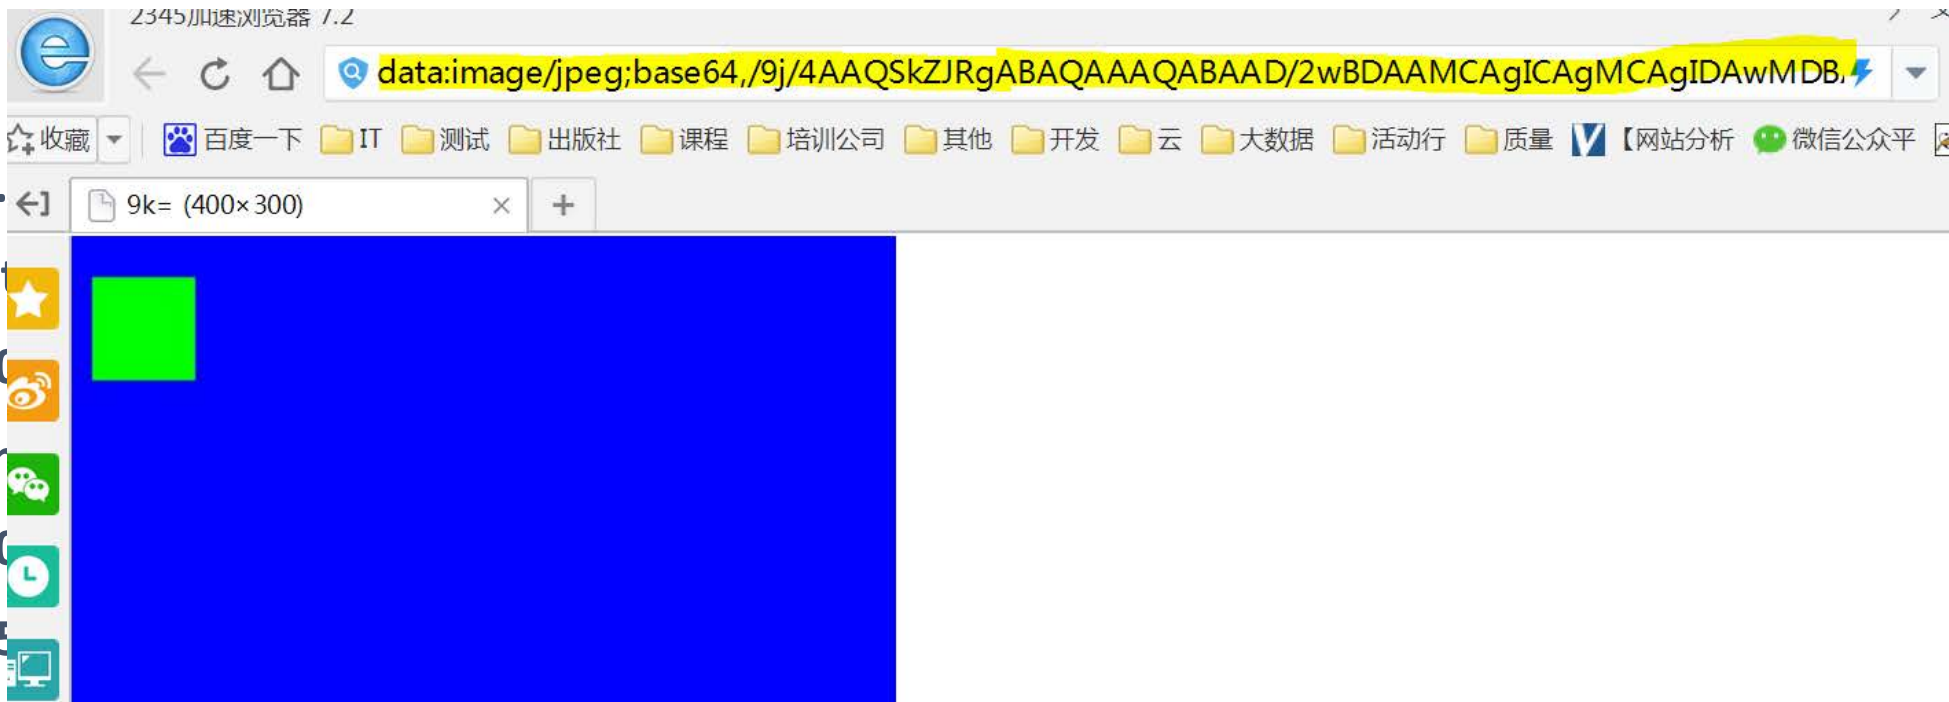 2345加速浏览器 7.2
data:image/jpeg;base64,/9j/4AAQSkZJRgABAQAAAQABAAD/2wBDAAMCAgICAgMCAgIDAwMDB
收藏 百度一下 IT 测试 出版社 课程 培训公司 其他 开发 云 大数据 活动行 质量 【网站分析 微信公众平
9k= (400×300)